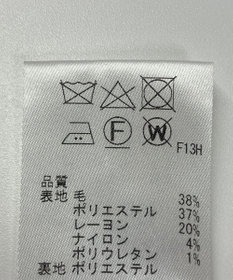 F W F13H
品質
表地 毛 38%
ポリエステル 37%
レーヨン 20%
ナイロン 4%
ポリウレタン 1%
裏地 ポリエステル